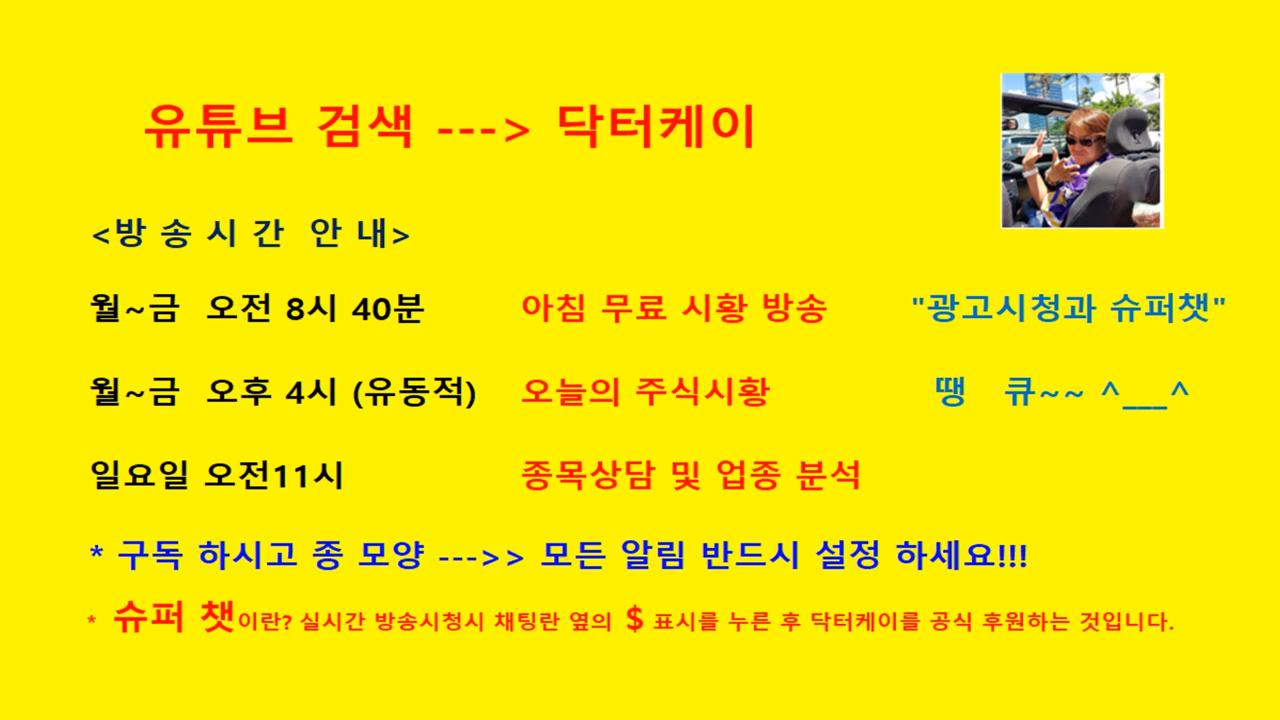 유튜브 검색 ---> 닥터케이
<방 송 시 간 안 내>
월~금 오전 8시 40분 아침 무료 시황 방송 "광고시청과 슈퍼챗"
월~금 오후 4시 (유동적) 오늘의 주식시황 땡 큐~~ ^___^
일요일 오전11시 종목상담 및 업종 분석
* 구독 하시고 종 모양 --->> 모든 알림 반드시 설정 하세요!!!
* 슈퍼 챗이란? 실시간 방송시청시 채팅란 옆의 $ 표시를 누른 후 닥터케이를 공식 후원하는 것입니다.